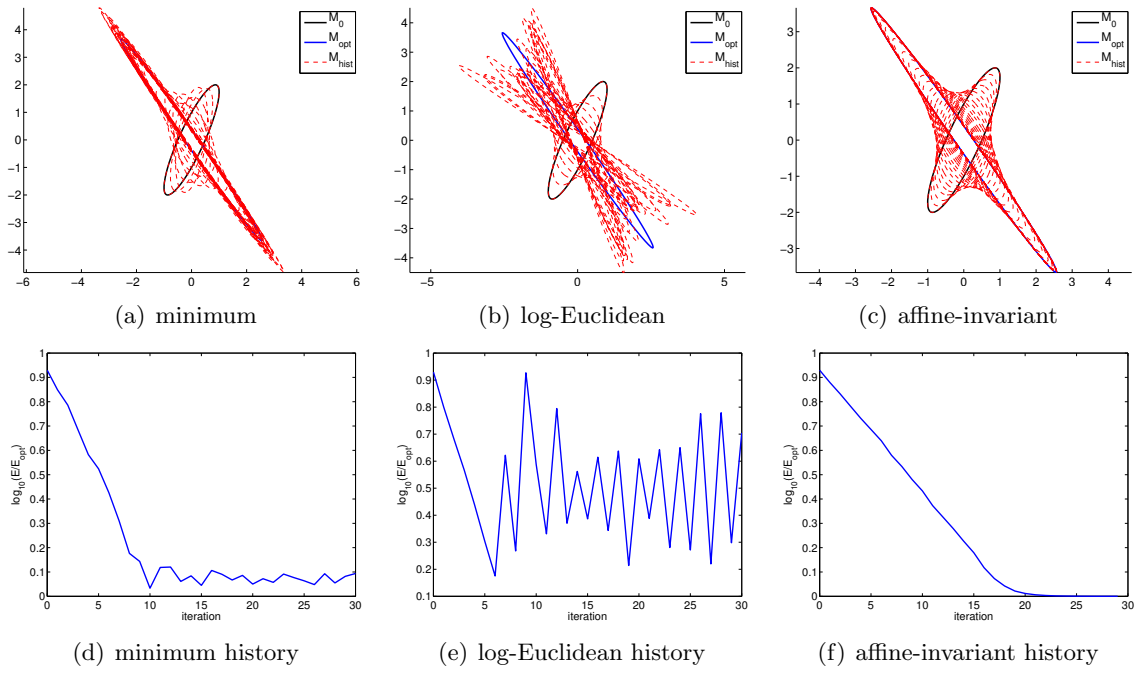 4
3
2
1
0
−1
−2
−3
−4
−6 −4 −2 0 2 4 6
M0
Mopt
Mhist
(a) minimum
4
3
2
1
0
−1
−2
−3
−4
−5 0 5
M0
Mopt
Mhist
(b) log-Euclidean
3
2
1
0
−1
−2
−3
−4 −3 −2 −1 0 1 2 3 4
M0
Mopt
Mhist
(c) affine-invariant
1
0.9
0.8
0.7
0.6
0.5
0.4
0.3
0.2
0.1
0
log10(E/Eopt)
0 5 10 15 20 25 30
iteration
(d) minimum history
1
0.9
0.8
0.7
0.6
0.5
0.4
0.3
0.2
0.1
log10(E/Eopt)
0 5 10 15 20 25 30
iteration
(e) log-Euclidean history
1
0.9
0.8
0.7
0.6
0.5
0.4
0.3
0.2
0.1
0
log10(E/Eopt)
0 5 10 15 20 25 30
iteration
(f) affine-invariant history